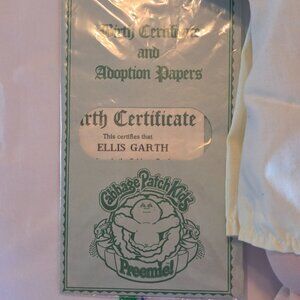 Birth Certificate
and
Adoption Papers
rth Certificate
This certifies that
ELLIS GARTH
Cabbage Patch Kids
Preemie!